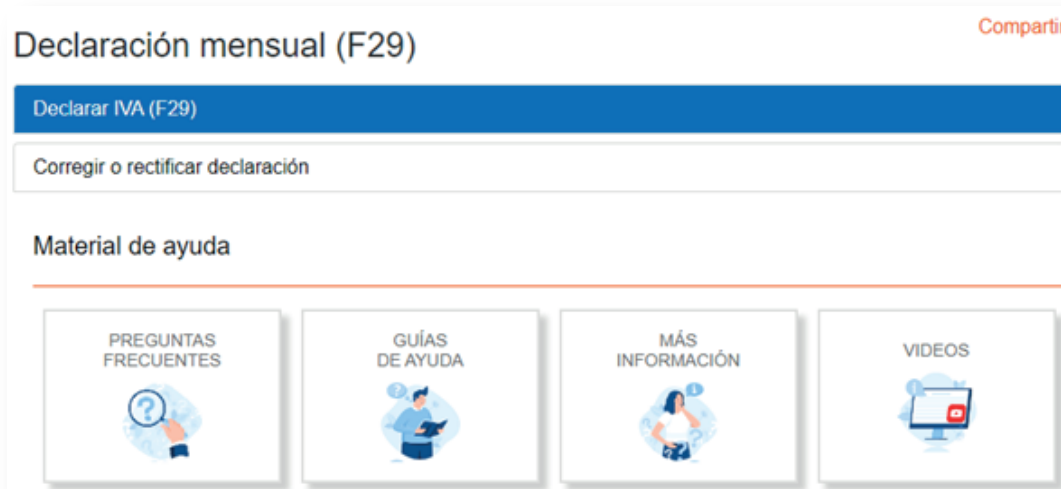 Compartir
Declaración mensual (F29)
Declarar IVA (F29)
Corregir o rectificar declaración
Material de ayuda
PREGUNTAS
FRECUENTES
GUÍAS
DE AYUDA
MÁS
INFORMACIÓN
VIDEOS